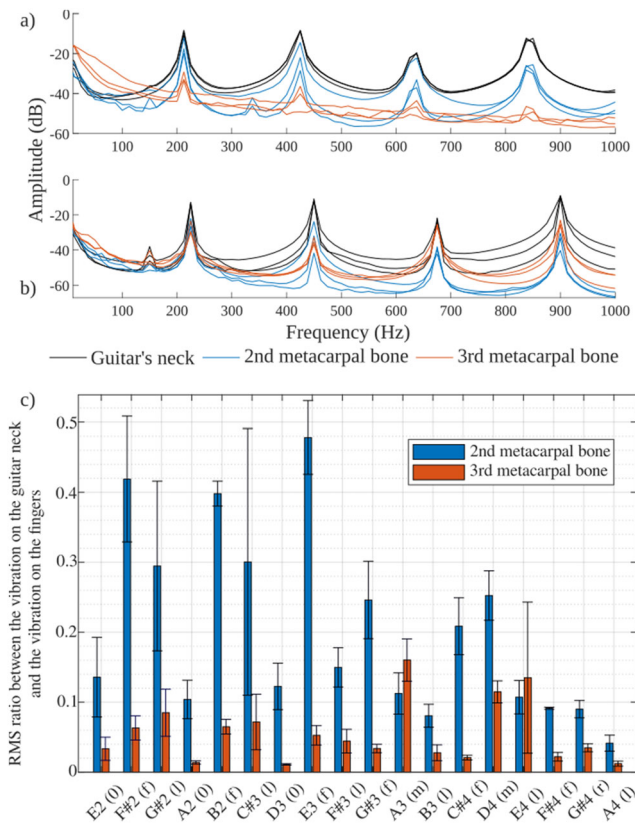 a)
0
-20
-40
-60
100 200 300 400 500 600 700 800 900 1000
Amplitude (dB)
0
-20
-40
-60
b)
100 200 300 400 500 600 700 800 900 1000
Frequency (Hz)
Guitar's neck 2nd metacarpal bone 3rd metacarpal bone
c)
RMS ratio between the vibration on the guitar neck
and the vibration on the fingers
0.5
0.4
0.3
0.2
0.1
0
2nd metacarpal bone
3rd metacarpal bone
E2 (0) F#2 (f) G#2 (l) A2 (0) B2 (f) C#3 (l) D3 (0) E3 (f) F#3 (l) G#3 (f) A3 (m) B3 (l) C#4 (f) D4 (m) E4 (l) F#4 (f) G#4 (r) A4 (l)